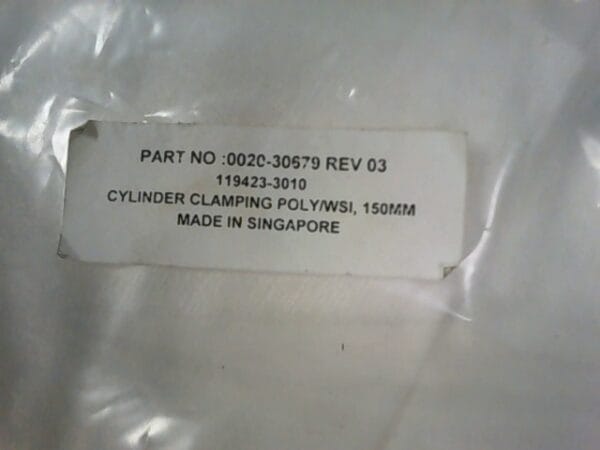 PART NO :0020-30679 REV 03
119423-3010
CYLINDER CLAMPING POLY/WSI, 150MM
MADE IN SINGAPORE